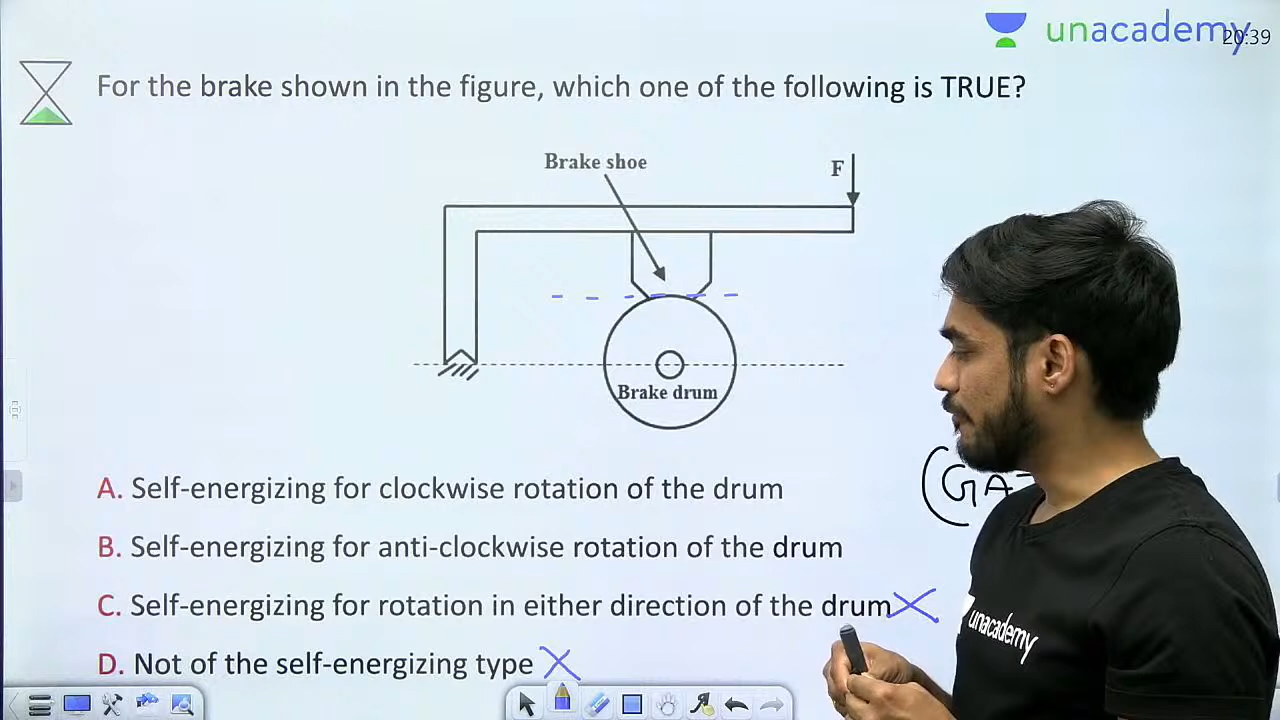 unacademy
20:39
For the brake shown in the figure, which one of the following is TRUE?
Brake shoe
F
Brake drum
A. Self-energizing for clockwise rotation of the drum
(GA
B. Self-energizing for anti-clockwise rotation of the drum
C. Self-energizing for rotation in either direction of the drum
unacademy
D. Not of the self-energizing type